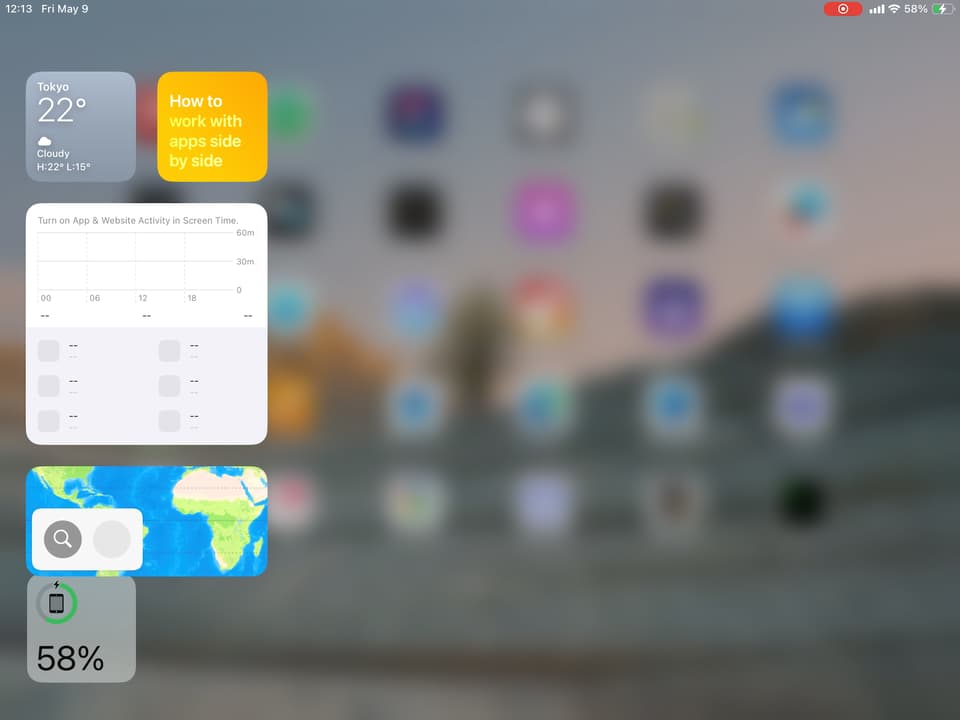 12:13 Fri May 9
58%
Tokyo
22°
Cloudy
H:22° L:15°
How to
work with
apps side
by side
Turn on App & Website Activity in Screen Time.
60m
30m
0
00 06 12 18
-- -- --
-- --
-- --
-- --
-- --
-- --
-- --
58%